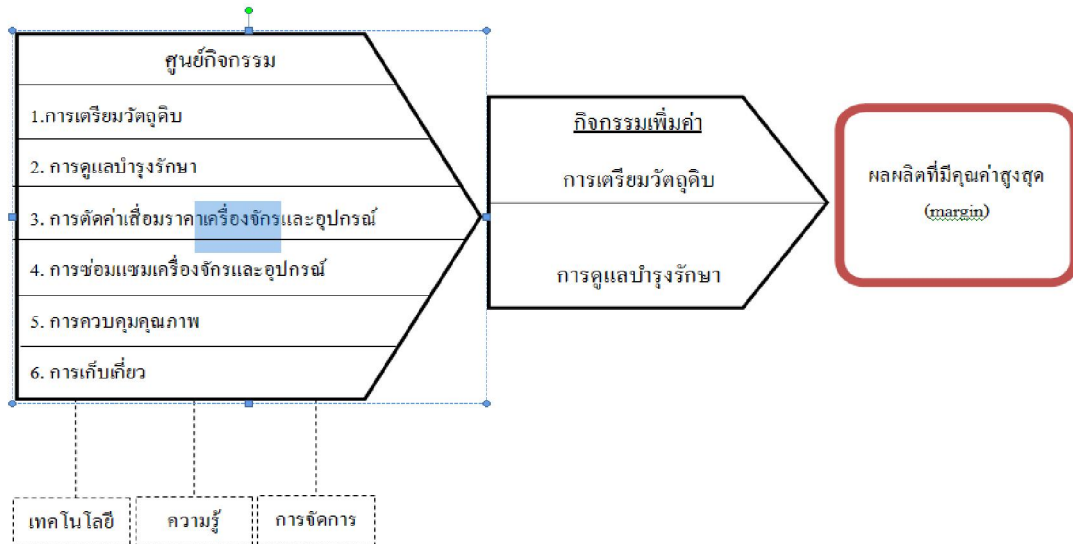 ศูนย์กิจกรรม
1.การเตรียมวัตถุดิบ
2. การดูแลบำรุงรักษา
3. การตัดค่าเสื่อมราคาเครื่องจักรและอุปกรณ์
4. การซ่อมแซมเครื่องจักรและอุปกรณ์
5. การควบคุมคุณภาพ
6. การเก็บเกี่ยว
กิจกรรมเพิ่มค่า
การเตรียมวัตถุดิบ
การดูแลบำรุงรักษา
ผลผลิตที่มีคุณค่าสูงสุด
(margin)
เทคโนโลยี
ความรู้
การจัดการ